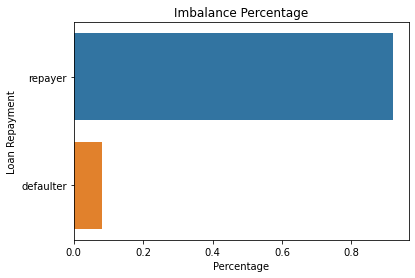 Imbalance Percentage
Loan Repayment
repayer
defaulter
0.0 0.2 0.4 0.6 0.8
Percentage